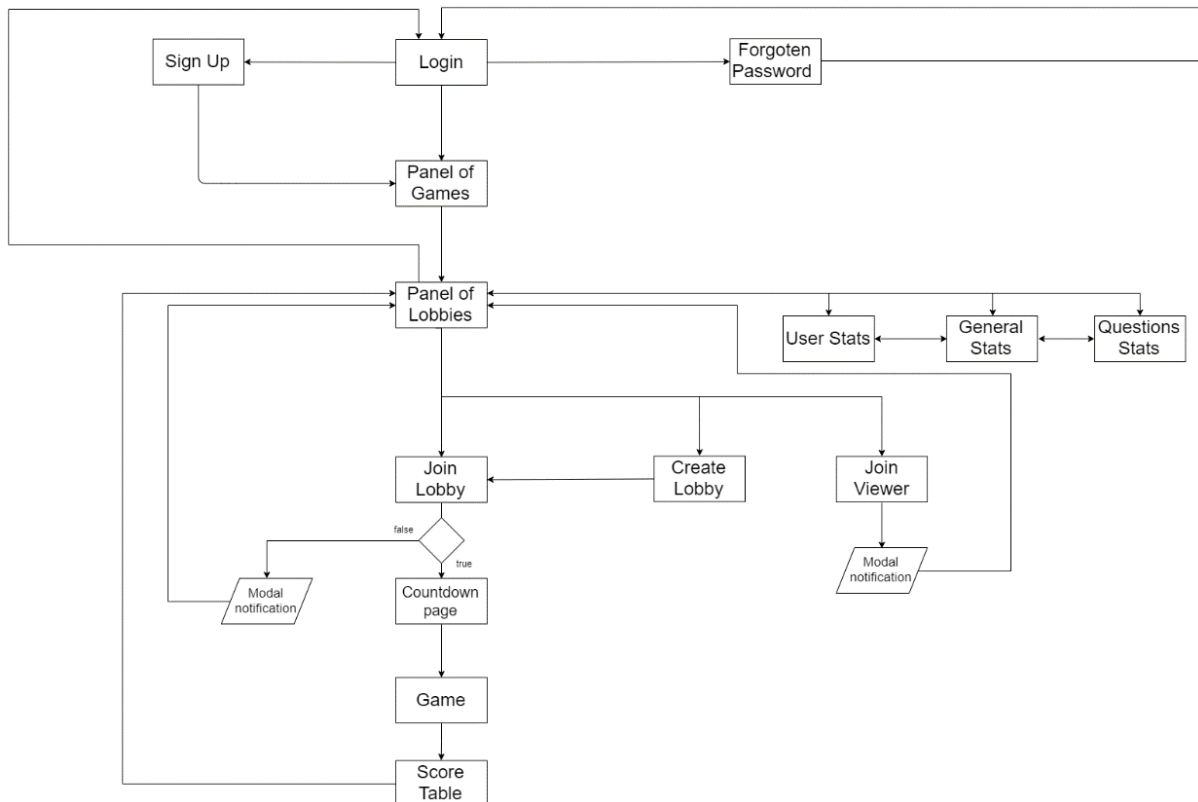 Sign Up
Login
Forgoten
Password
Panel of
Games
Panel of
Lobbies
User Stats
General
Stats
Questions
Stats
Join
Lobby
Create
Lobby
Join
Viewer
false
true
Modal
notification
Countdown
page
Modal
notification
Game
Score
Table